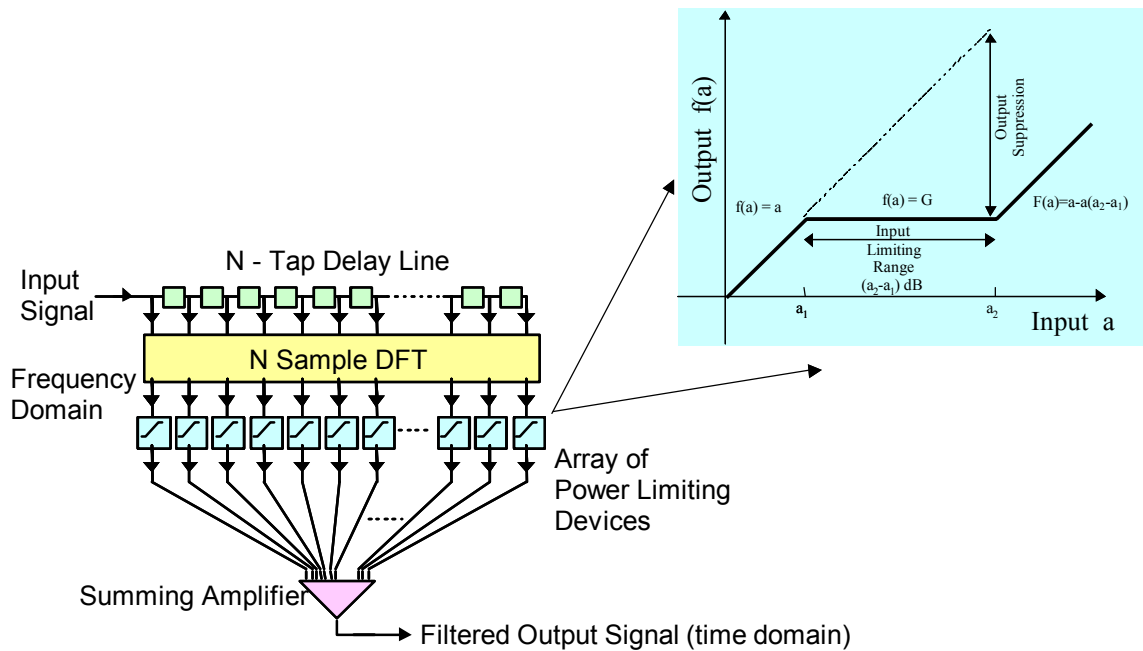 Output f(a)
Output
Suppression
f(a) = a
f(a) = G
F(a)=a-a(a₂-a₁)
Input
Limiting
Range
(a₂-a₁) dB
a₁
a₂
Input a
N - Tap Delay Line
Input
Signal
N Sample DFT
Frequency
Domain
Array of
Power Limiting
Devices
Summing Amplifier
Filtered Output Signal (time domain)